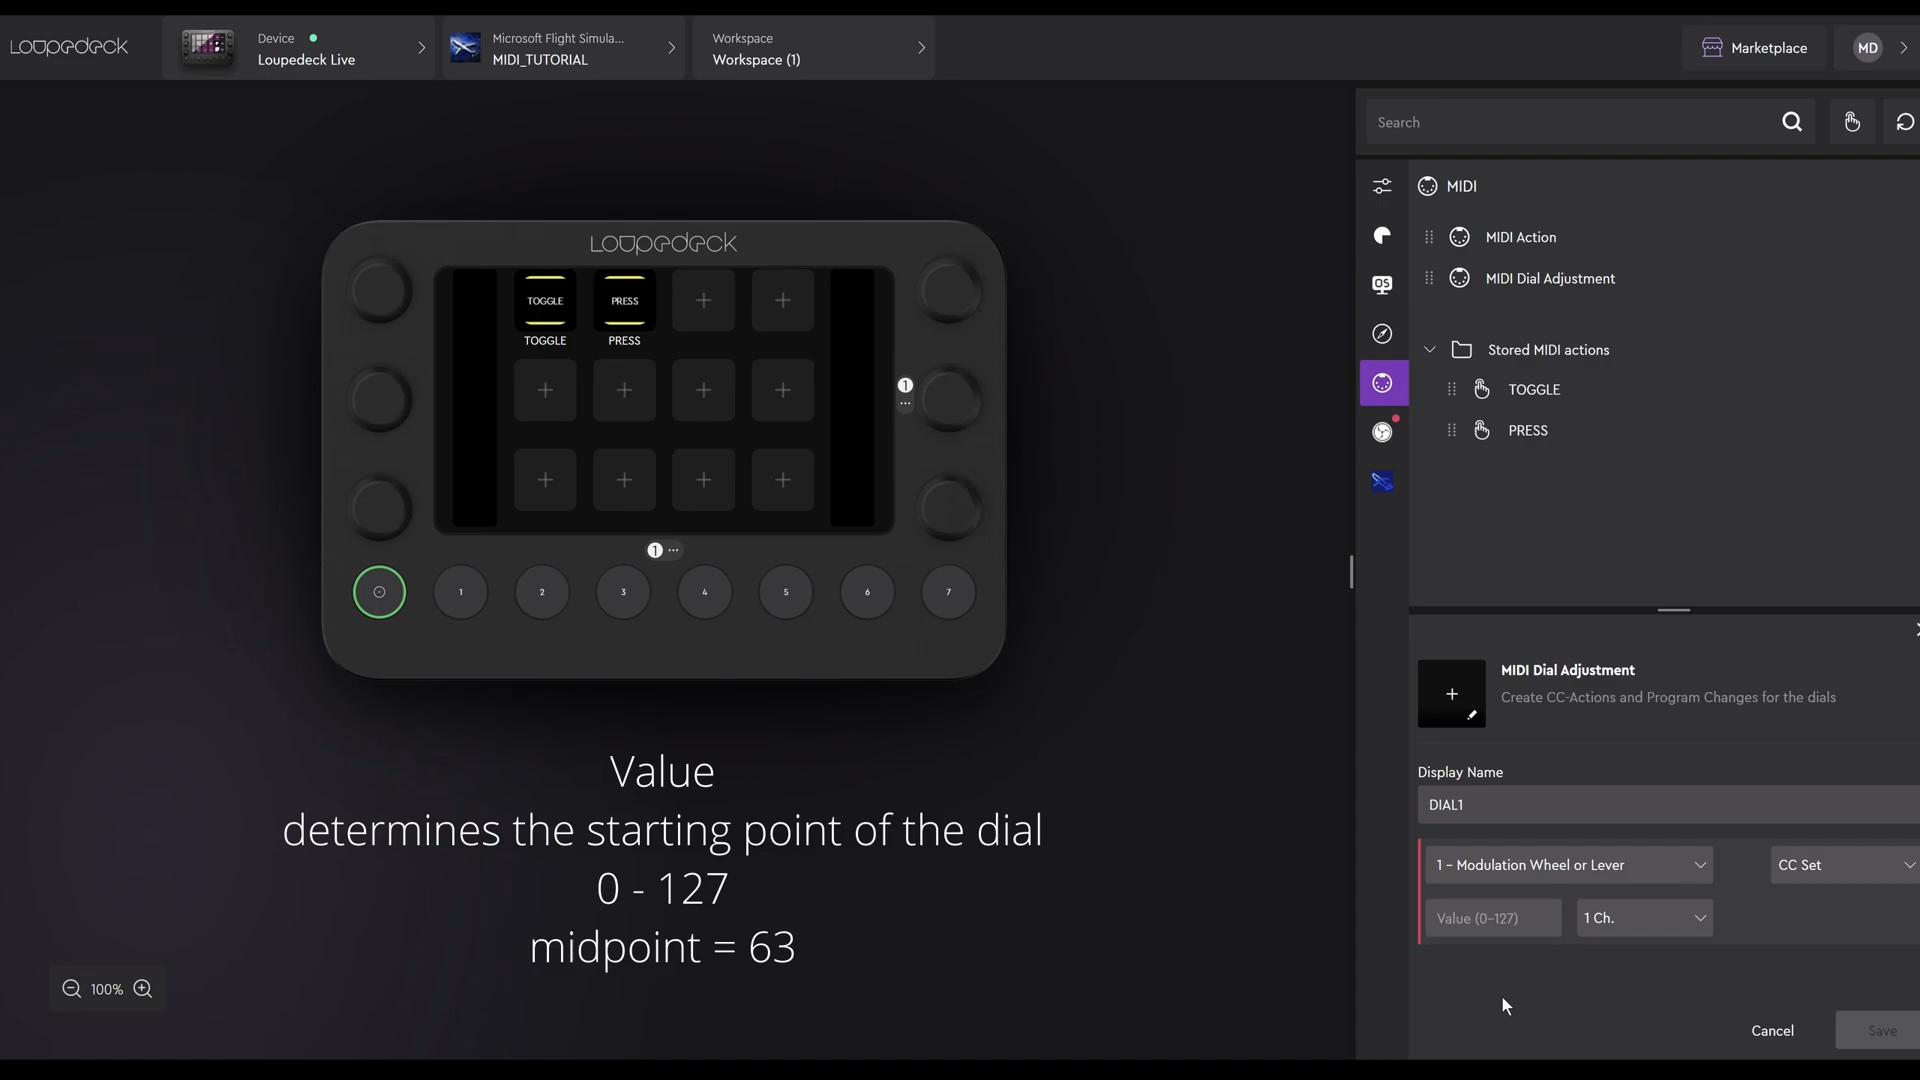 Loupedeck
Device
Loupedeck Live
Microsoft Flight Simula...
MIDI_TUTORIAL
Workspace
Workspace (1)
Marketplace
MD
Search
MIDI
MIDI Action
MIDI Dial Adjustment
Stored MIDI actions
TOGGLE
PRESS
OS
Loupedeck
TOGGLE
PRESS
TOGGLE
PRESS
1
...
1 ...
1
2
3
4
5
6
7
Value
determines the starting point of the dial
0 - 127
midpoint = 63
100%
MIDI Dial Adjustment
Create CC-Actions and Program Changes for the dials
Display Name
DIAL1
1 - Modulation Wheel or Lever
CC Set
Value (0-127)
1 Ch.
Cancel
Save